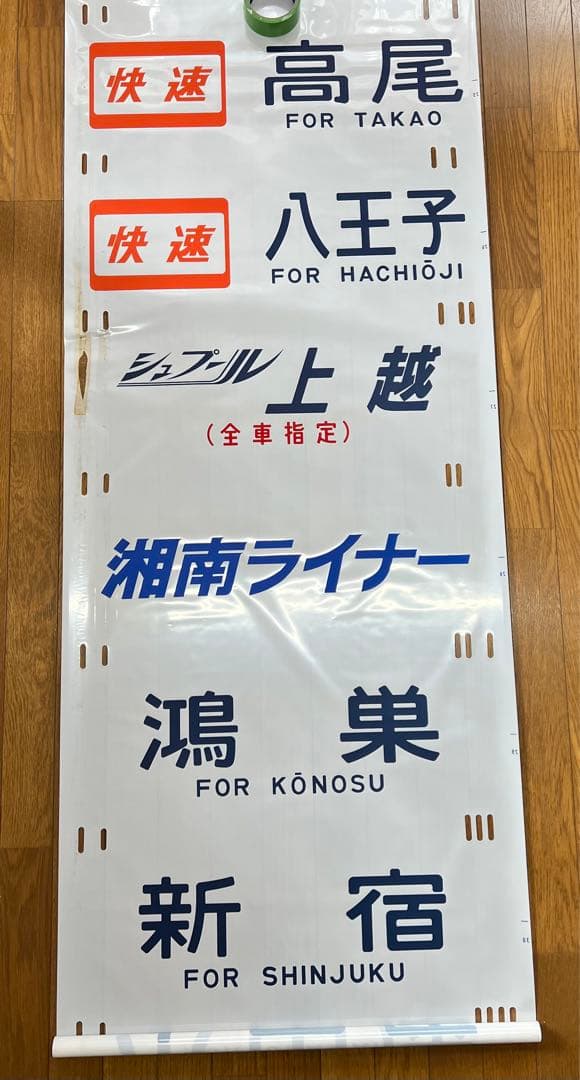 快速 高尾
FOR TAKAO
快速 八王子
FOR HACHIŌJI
シュプール上越
(全車指定)
湘南ライナー
鴻巣
FOR KŌNOSU
新宿
FOR SHINJUKU